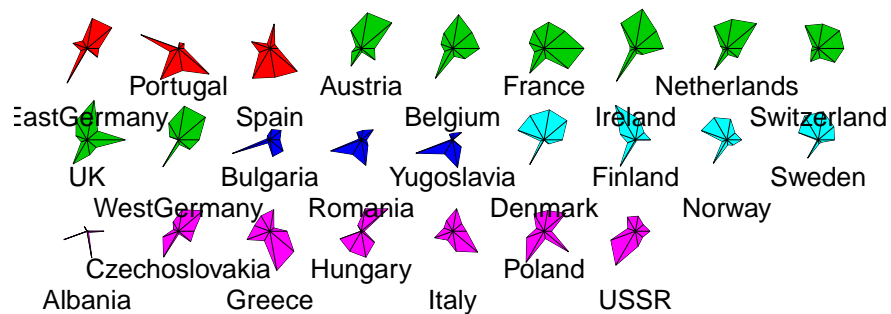 Portugal Austria France Netherlands
EastGermany Spain Belgium Ireland Switzerland
UK Bulgaria Yugoslavia Finland Sweden
WestGermany Romania Denmark Norway
Czechoslovakia Hungary Poland
Albania Greece Italy USSR